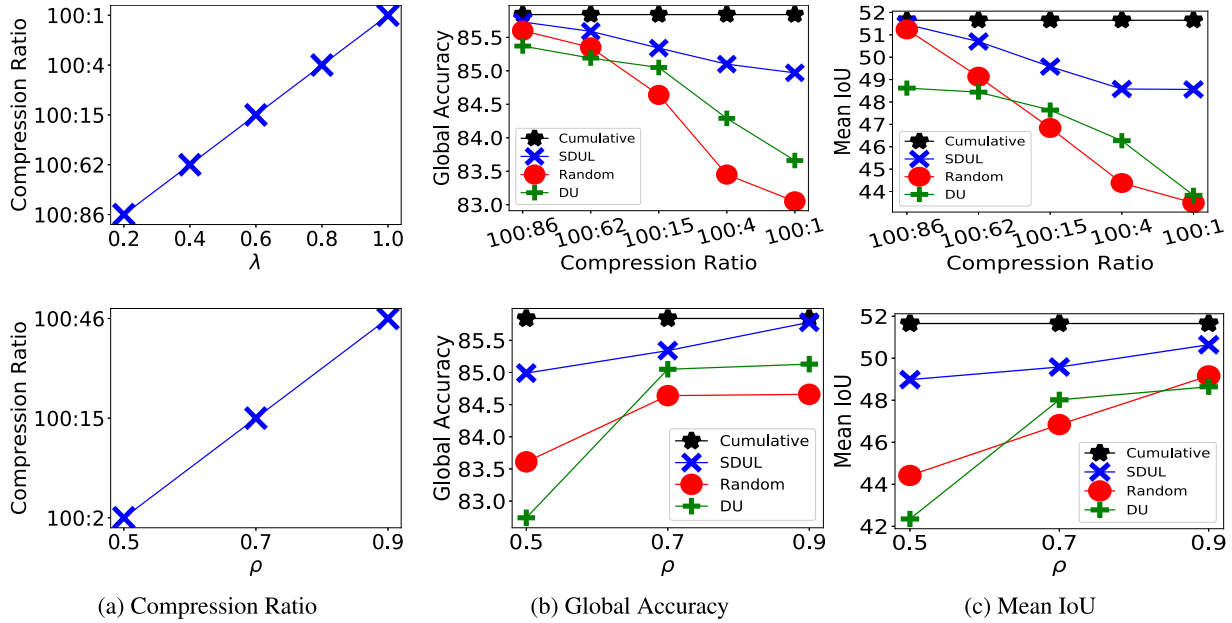 Compression Ratio
100:1
100:4
100:15
100:62
100:86
0.2 0.4 0.6 0.8 1.0
λ
Global Accuracy
85.5
85.0
84.5
84.0
83.5
83.0
Cumulative
SDUL
Random
DU
100:86 100:62 100:15 100:4 100:1
Compression Ratio
Mean IoU
52
51
50
49
48
47
46
45
44
Cumulative
SDUL
Random
DU
100:86 100:62 100:15 100:4 100:1
Compression Ratio
Compression Ratio
100:46
100:15
100:2
0.5 0.7 0.9
ρ
Global Accuracy
85.5
85.0
84.5
84.0
83.5
83.0
Cumulative
SDUL
Random
DU
0.5 0.7 0.9
ρ
Mean IoU
52
50
48
46
44
42
Cumulative
SDUL
Random
DU
0.5 0.7 0.9
ρ
(a) Compression Ratio
(b) Global Accuracy
(c) Mean IoU